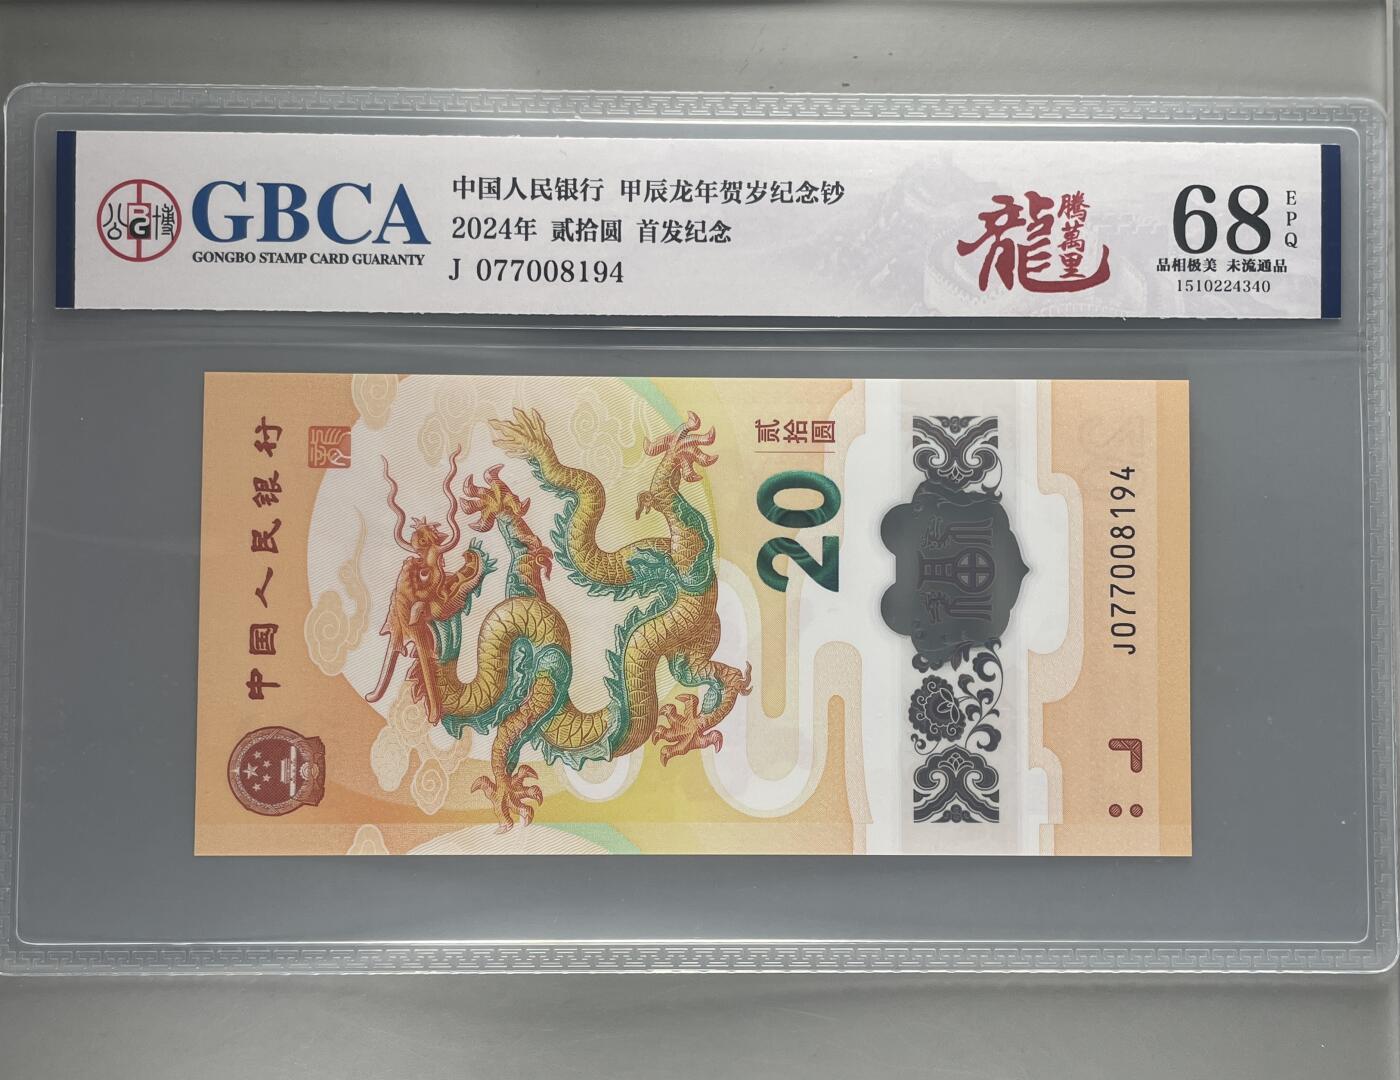 GBCA
GONGBO STAMP CARD GUARANTY
公博
BG
中国人民银行 甲辰龙年贺岁纪念钞
2024年 贰拾圆 首发纪念
J 077008194
龍
騰萬里
68
EPQ
品相极美 未流通品
1510224340
中国人民银行
贰拾圆
20
J077008194